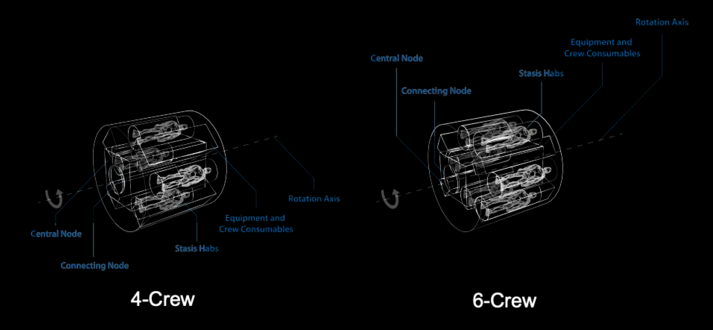 Central Node
Connecting Node
Stasis Habs
Equipment and
Crew Consumables
Rotation Axis
4-Crew
Central Node
Connecting Node
Stasis Habs
Equipment and
Crew Consumables
Rotation Axis
6-Crew